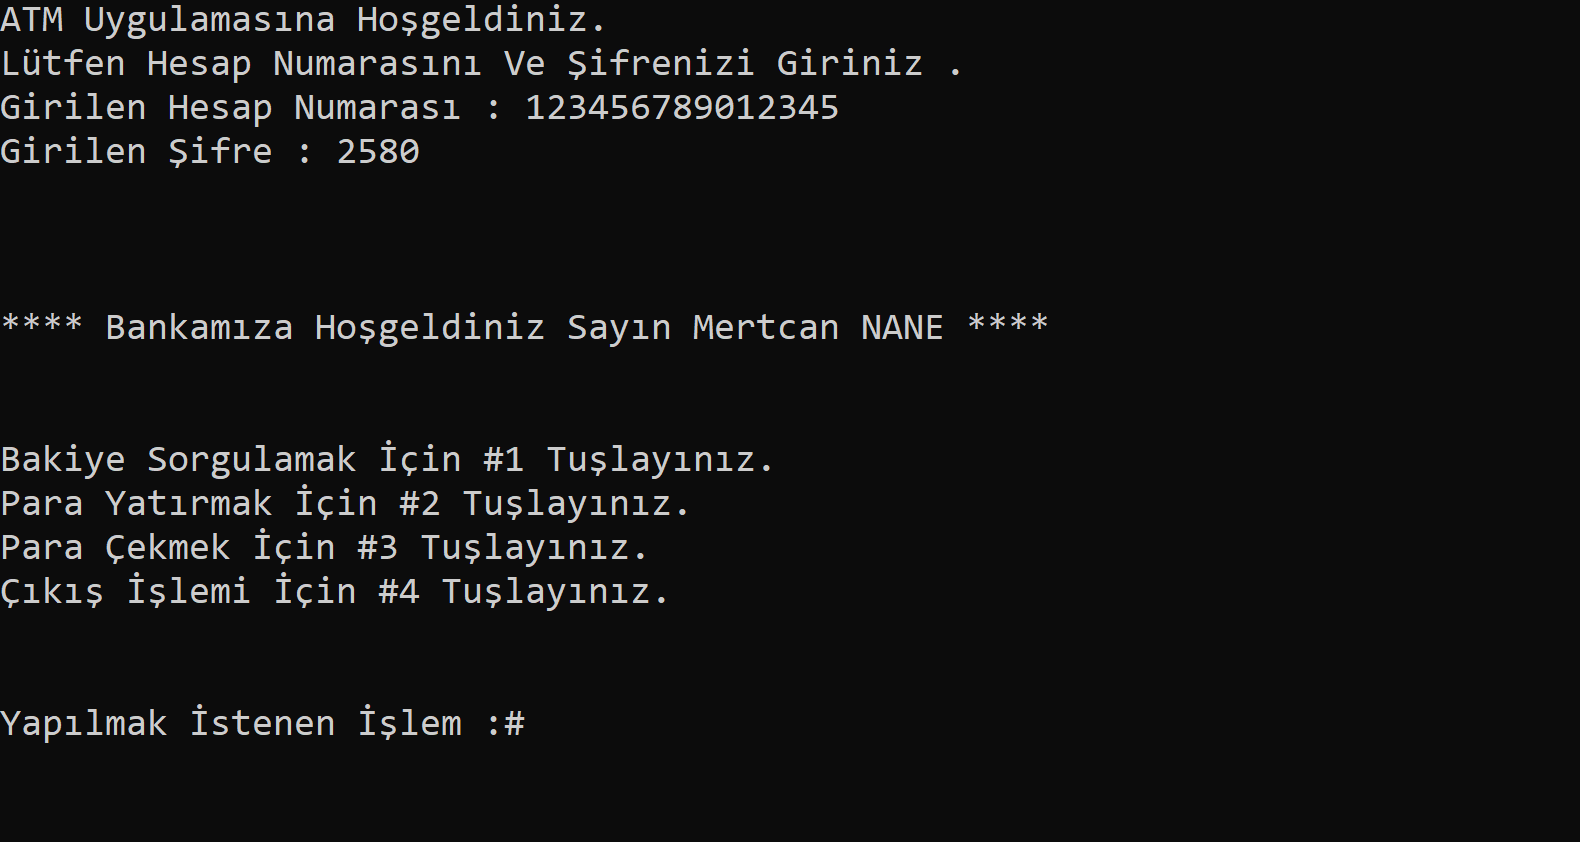 ATM Uygulamasına Hoşgeldiniz.
Lütfen Hesap Numarasını Ve Şifrenizi Giriniz .
Girilen Hesap Numarası : 123456789012345
Girilen Şifre : 2580
**** Bankamıza Hoşgeldiniz Sayın Mertcan NANE ****
Bakiye Sorgulamak İçin #1 Tuşlayınız.
Para Yatırmak İçin #2 Tuşlayınız.
Para Çekmek İçin #3 Tuşlayınız.
Çıkış İşlemi İçin #4 Tuşlayınız.
Yapılmak İstenen İşlem :#